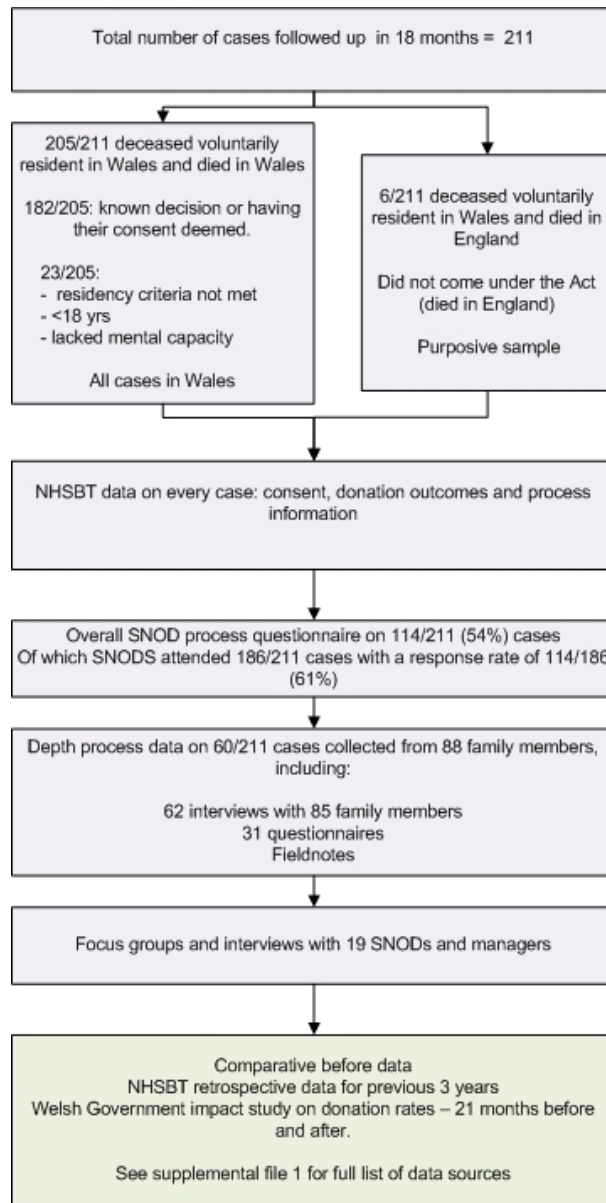 Total number of cases followed up in 18 months = 211
205/211 deceased voluntarily
resident in Wales and died in Wales
182/205: known decision or having
their consent deemed.
23/205:
- residency criteria not met
- <18 yrs
- lacked mental capacity
All cases in Wales
6/211 deceased voluntarily
resident in Wales and died in
England
Did not come under the Act
(died in England)
Purposive sample
NHSBT data on every case: consent, donation outcomes and process
information
Overall SNOD process questionnaire on 114/211 (54%) cases
Of which SNODS attended 186/211 cases with a response rate of 114/186
(61%)
Depth process data on 60/211 cases collected from 88 family members,
including:
62 interviews with 85 family members
31 questionnaires
Fieldnotes
Focus groups and interviews with 19 SNODs and managers
Comparative before data
NHSBT retrospective data for previous 3 years
Welsh Government impact study on donation rates – 21 months before
and after.
See supplemental file 1 for full list of data sources